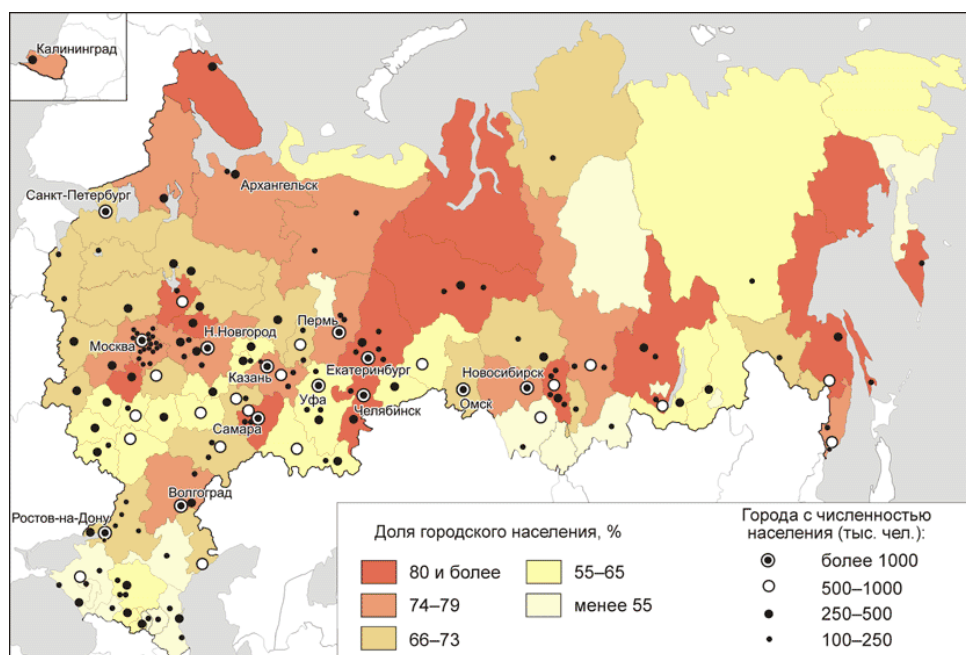 Калининград
Санкт-Петербург
Архангельск
Москва
Н.Новгород
Пермь
Казань
Екатеринбург
Уфа
Челябинск
Самара
Омск
Новосибирск
Волгоград
Ростов-на-Дону
Доля городского населения, %
80 и более
74–79
66–73
55–65
менее 55
Города с численностью
населения (тыс. чел.):
более 1000
500–1000
250–500
100–250